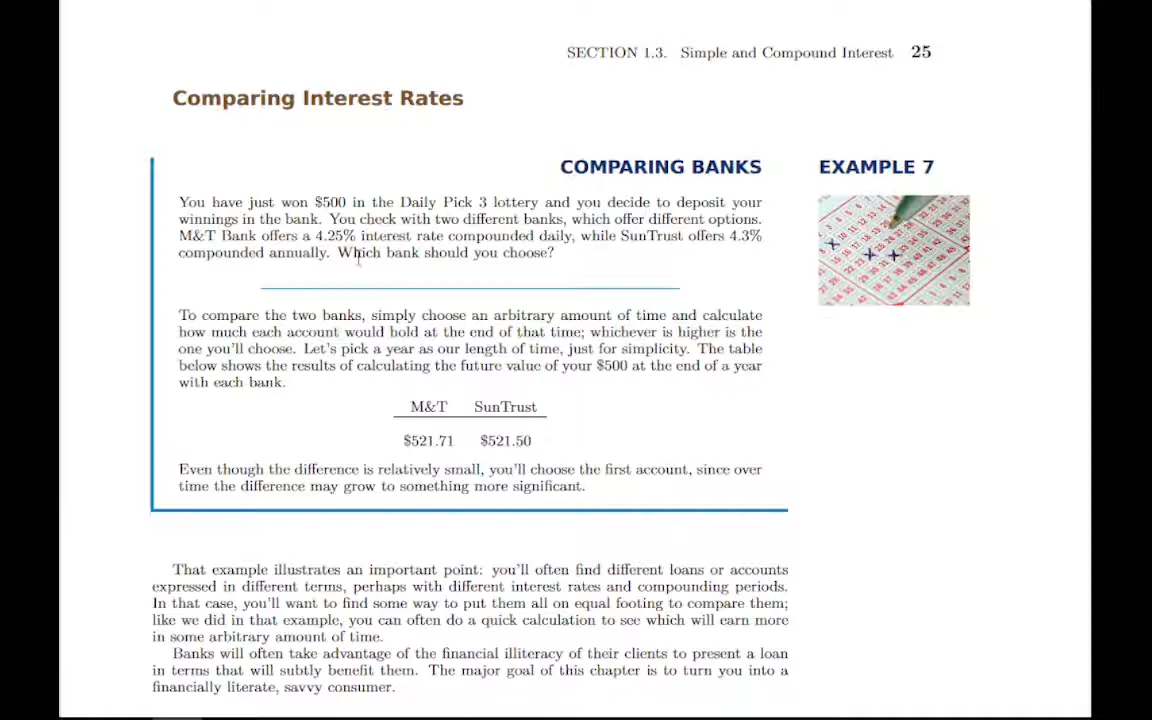 SECTION 1.3. Simple and Compound Interest 25
Comparing Interest Rates
COMPARING BANKS EXAMPLE 7
You have just won $500 in the Daily Pick 3 lottery and you decide to deposit your
winnings in the bank. You check with two different banks, which offer different options.
M&T Bank offers a 4.25% interest rate compounded daily, while SunTrust offers 4.3%
compounded annually. Which bank should you choose?
To compare the two banks, simply choose an arbitrary amount of time and calculate
how much each account would hold at the end of that time; whichever is higher is the
one you'll choose. Let's pick a year as our length of time, just for simplicity. The table
below shows the results of calculating the future value of your $500 at the end of a year
with each bank.
M&T SunTrust
$521.71 $521.50
Even though the difference is relatively small, you'll choose the first account, since over
time the difference may grow to something more significant.
That example illustrates an important point: you'll often find different loans or accounts
expressed in different terms, perhaps with different interest rates and compounding periods.
In that case, you'll want to find some way to put them all on equal footing to compare them;
like we did in that example, you can often do a quick calculation to see which will earn more
in some arbitrary amount of time.
Banks will often take advantage of the financial illiteracy of their clients to present a loan
in terms that will subtly benefit them. The major goal of this chapter is to turn you into a
financially literate, savvy consumer.